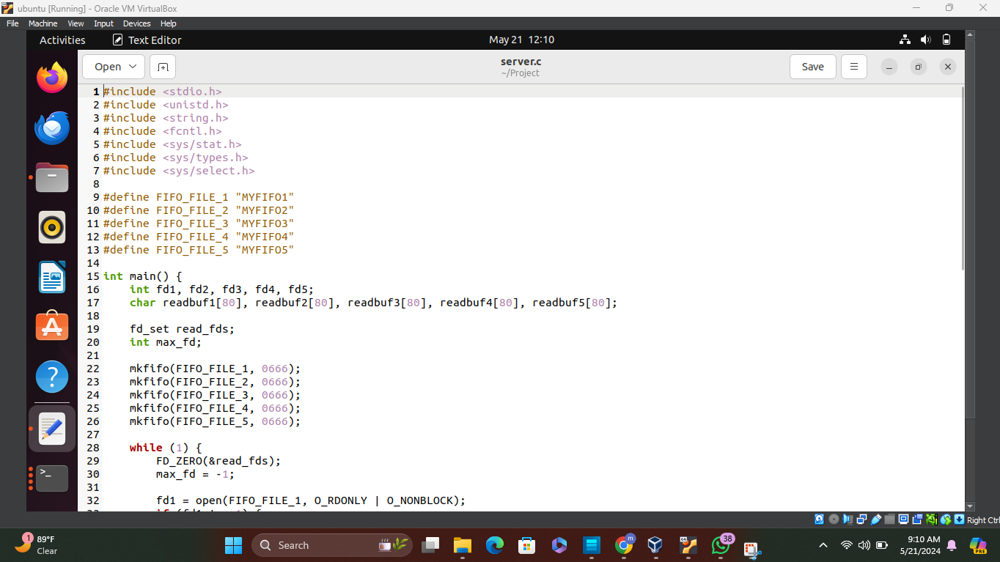 ubuntu [Running] - Oracle VM VirtualBox
File Machine View Input Devices Help
Activities Text Editor May 21 12:10
Open server.c Save
~/Project
1 #include <stdio.h>
2 #include <unistd.h>
3 #include <string.h>
4 #include <fcntl.h>
5 #include <sys/stat.h>
6 #include <sys/types.h>
7 #include <sys/select.h>
8
9 #define FIFO_FILE_1 "MYFIFO1"
10 #define FIFO_FILE_2 "MYFIFO2"
11 #define FIFO_FILE_3 "MYFIFO3"
12 #define FIFO_FILE_4 "MYFIFO4"
13 #define FIFO_FILE_5 "MYFIFO5"
14
15 int main() {
16 int fd1, fd2, fd3, fd4, fd5;
17 char readbuf1[80], readbuf2[80], readbuf3[80], readbuf4[80], readbuf5[80];
18
19 fd_set read_fds;
20 int max_fd;
21
22 mkfifo(FIFO_FILE_1, 0666);
23 mkfifo(FIFO_FILE_2, 0666);
24 mkfifo(FIFO_FILE_3, 0666);
25 mkfifo(FIFO_FILE_4, 0666);
26 mkfifo(FIFO_FILE_5, 0666);
27
28 while (1) {
29 FD_ZERO(&read_fds);
30 max_fd = -1;
31
32 fd1 = open(FIFO_FILE_1, O_RDONLY | O_NONBLOCK);
Right Ctrl
1 89°F
Clear
Search
m
38
9:10 AM
5/21/2024
PRE